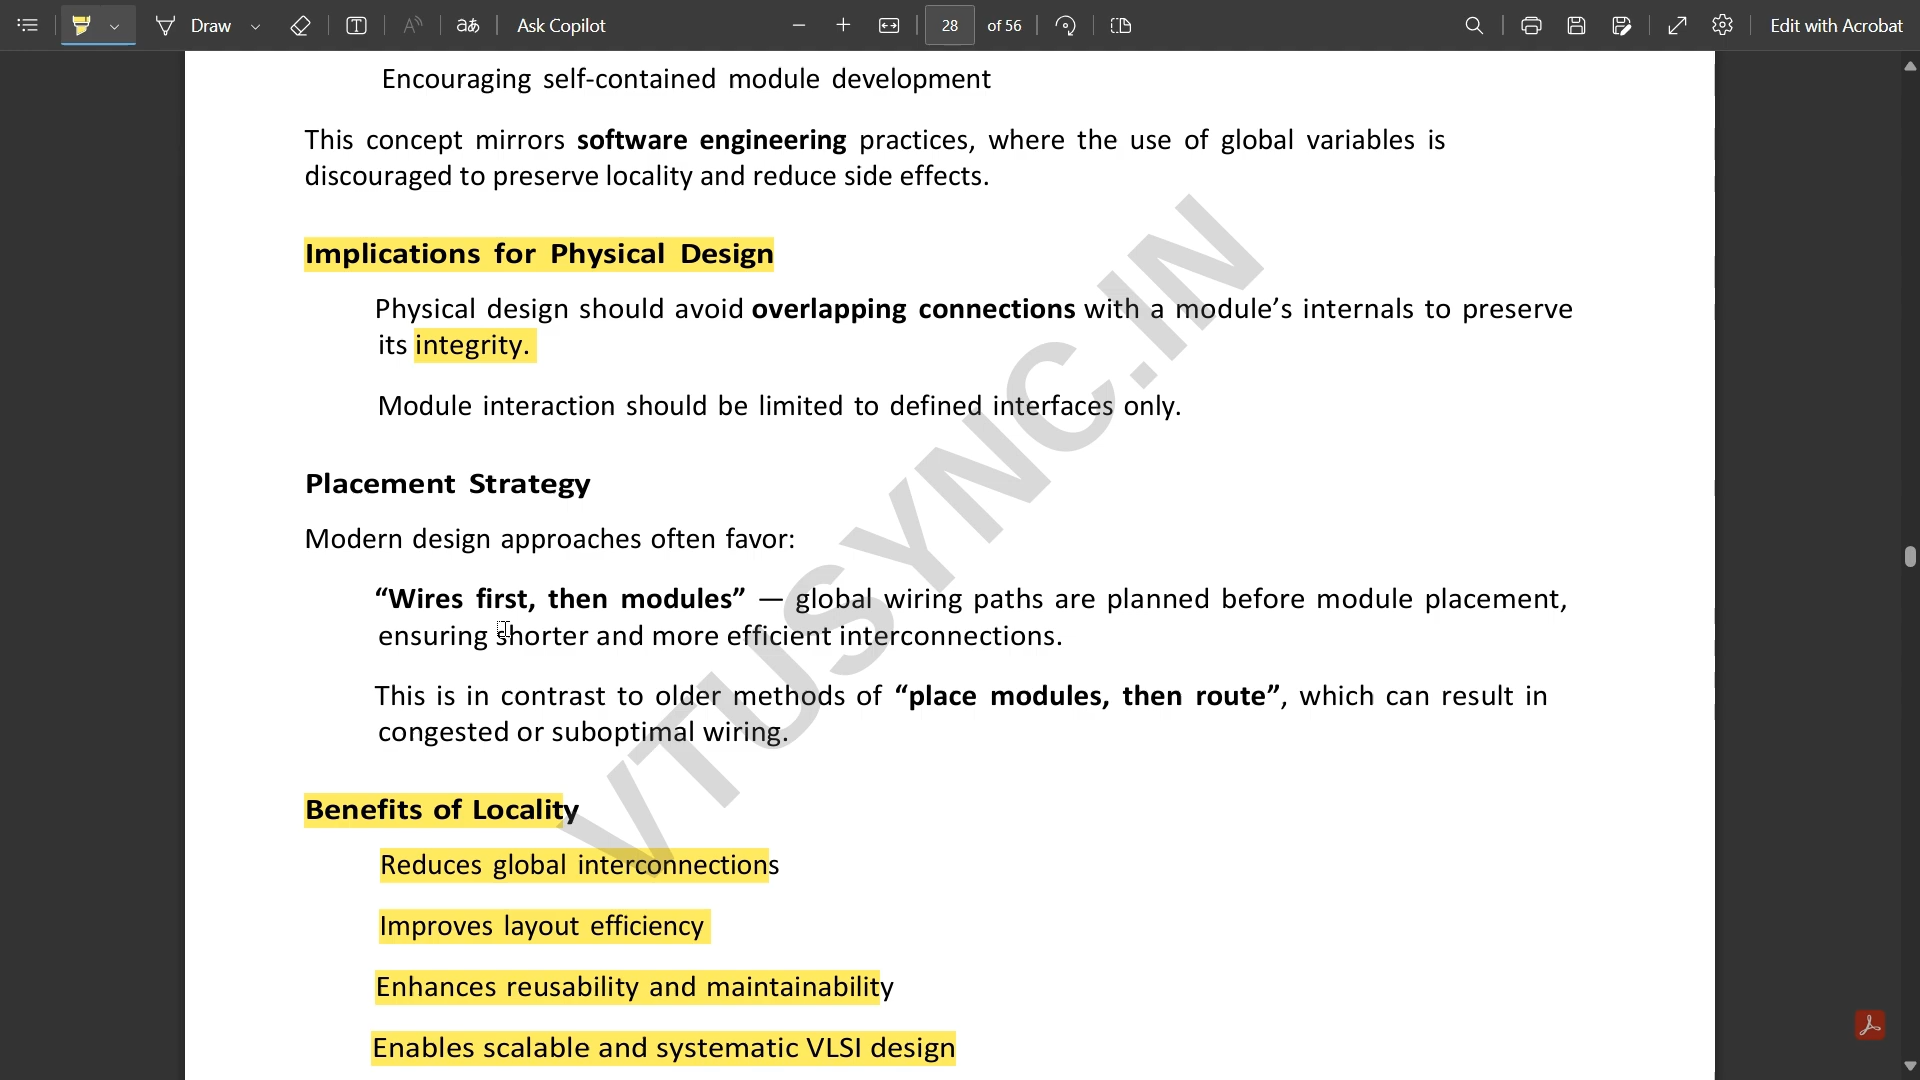 Draw
Ask Copilot
28 of 56
Edit with Acrobat
Encouraging self-contained module development
This concept mirrors software engineering practices, where the use of global variables is
discouraged to preserve locality and reduce side effects.
Implications for Physical Design
Physical design should avoid overlapping connections with a module’s internals to preserve
its integrity.
Module interaction should be limited to defined interfaces only.
Placement Strategy
Modern design approaches often favor:
“Wires first, then modules” — global wiring paths are planned before module placement,
ensuring shorter and more efficient interconnections.
This is in contrast to older methods of “place modules, then route”, which can result in
congested or suboptimal wiring.
Benefits of Locality
Reduces global interconnections
Improves layout efficiency
Enhances reusability and maintainability
Enables scalable and systematic VLSI design
VTUSYNC.IN